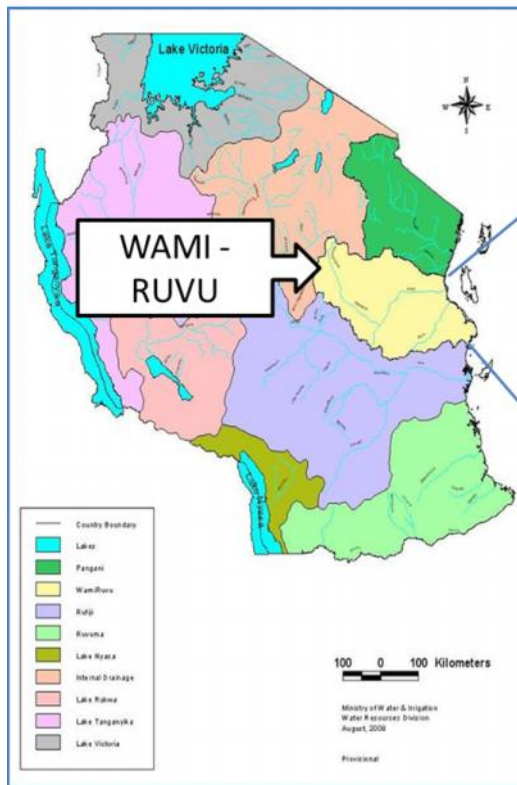 Lake Victoria
N
W
E
S
WAMI -
RUVU
Lake Tanganyika
Lake Nyasa
Country Boundary
Lakes
Pangani
WamiRuvu
Rufiji
Ruvuma
Lake Nyasa
Internal Drainage
Lake Rukwa
Lake Tanganyika
Lake Victoria
100 0 100 Kilometers
Ministry of Water & Irrigation
Water Resources Division
August, 2008
Provisional